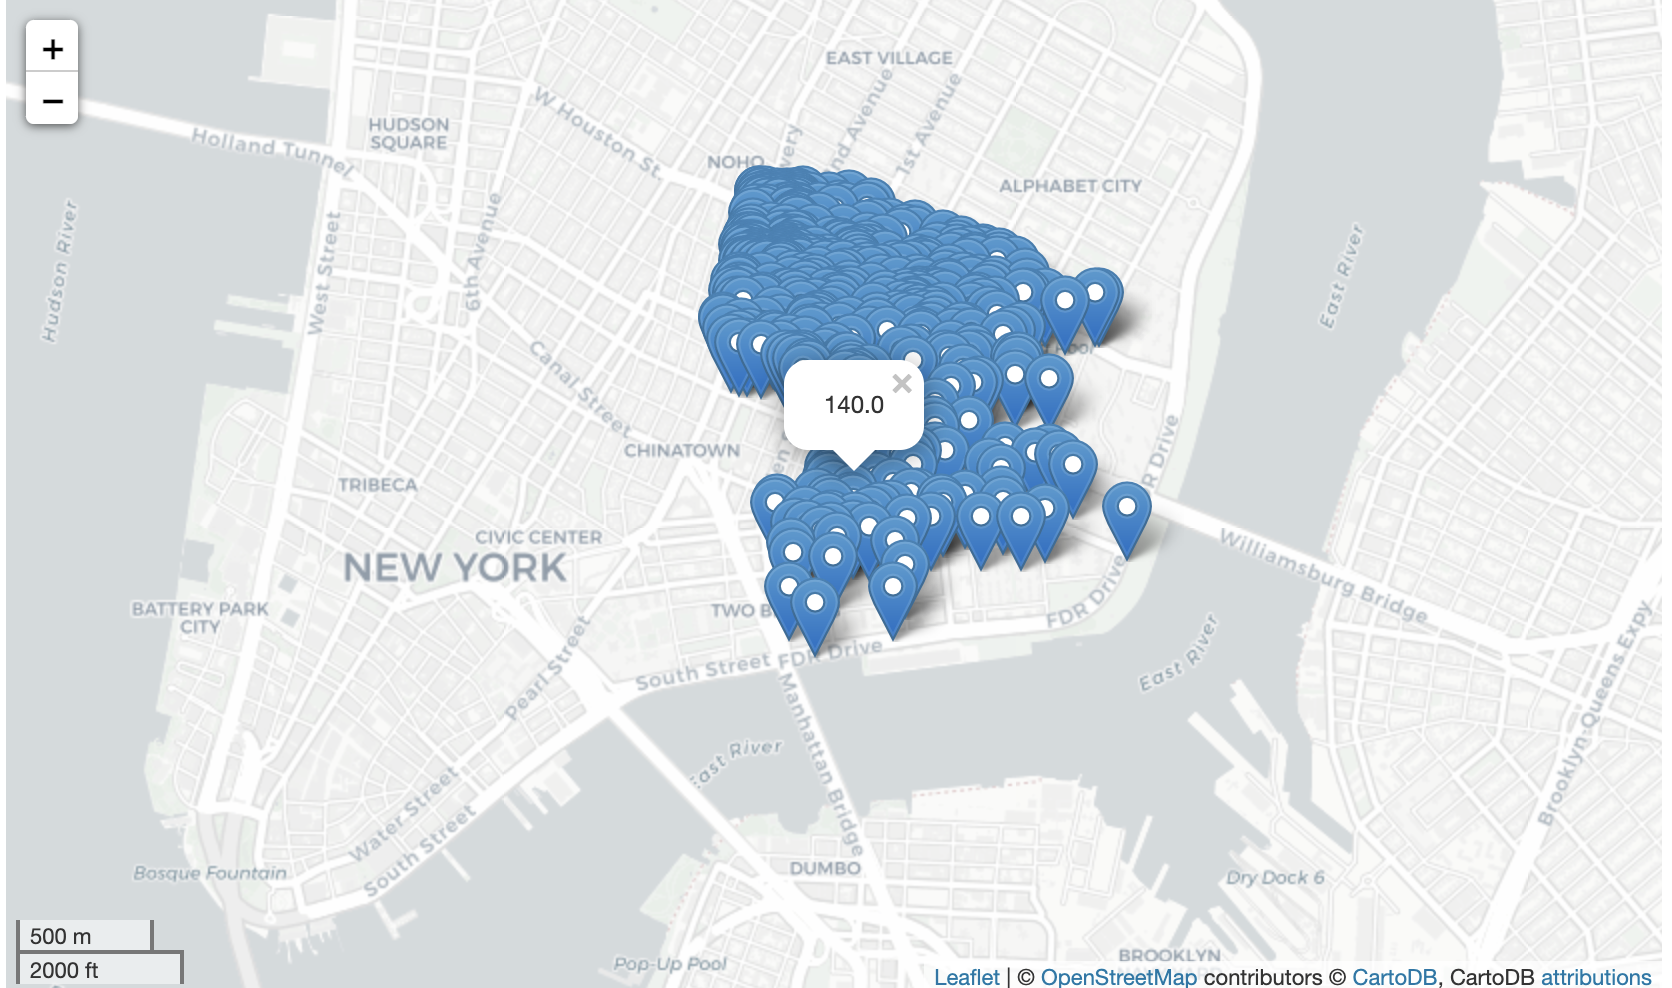 +
−
EAST VILLAGE
W Houston St.
HUDSON
SQUARE
Holland Tunnel
NOHO
1st Avenue
ALPHABET CITY
Hudson River
West Street
6th Avenue
East River
Canal Street
×
140.0
CHINATOWN
TRIBECA
CIVIC CENTER
NEW YORK
Williamsburg Bridge
BATTERY PARK
CITY
FDR Drive
South Street
FDR Drive
East River
Pearl Street
Manhattan Bridge
East River
Brooklyn-Queens Expy
Water Street
South Street
Bosque Fountain
DUMBO
Dry Dock 6
500 m
2000 ft
Pop-Up Pool
BROOKLYN
Leaflet | © OpenStreetMap contributors © CartoDB, CartoDB attributions